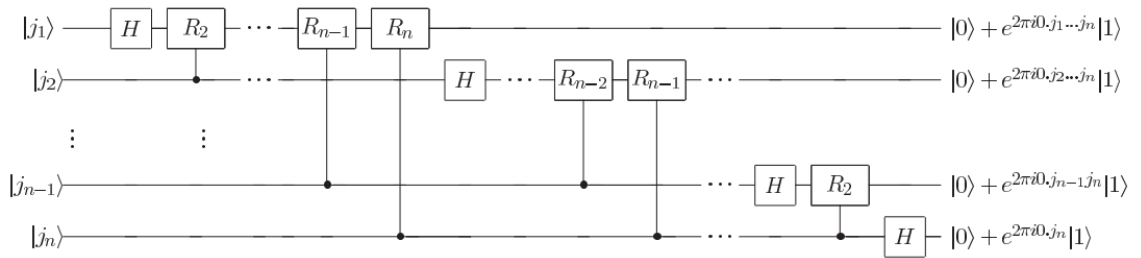 |j₁⟩ H R₂ ⋯ Rₙ₋₁ Rₙ |0⟩ + e^{2πi0.j₁…jₙ}|1⟩
|j₂⟩ ⋯ H ⋯ Rₙ₋₂ Rₙ₋₁ ⋯ |0⟩ + e^{2πi0.j₂…jₙ}|1⟩
⋮ ⋮
|jₙ₋₁⟩ ⋯ H R₂ |0⟩ + e^{2πi0.jₙ₋₁jₙ}|1⟩
|jₙ⟩ ⋯ H |0⟩ + e^{2πi0.jₙ}|1⟩